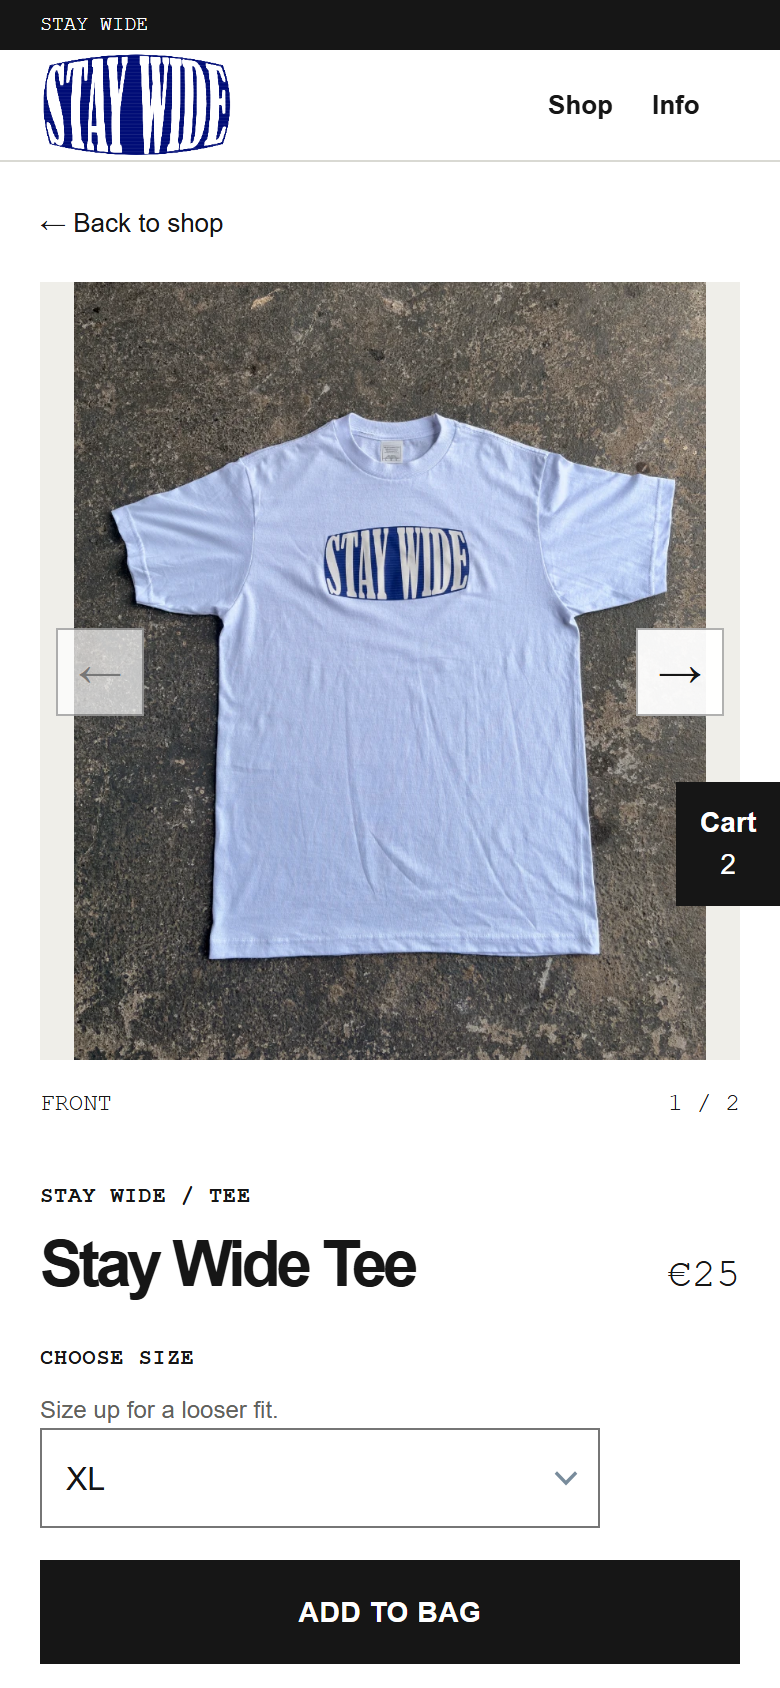 STAY WIDE
STAY WIDE
Shop
Info
← Back to shop
STAY WIDE
←
→
Cart
2
FRONT
1 / 2
STAY WIDE / TEE
Stay Wide Tee
€25
CHOOSE SIZE
Size up for a looser fit.
XL
ADD TO BAG